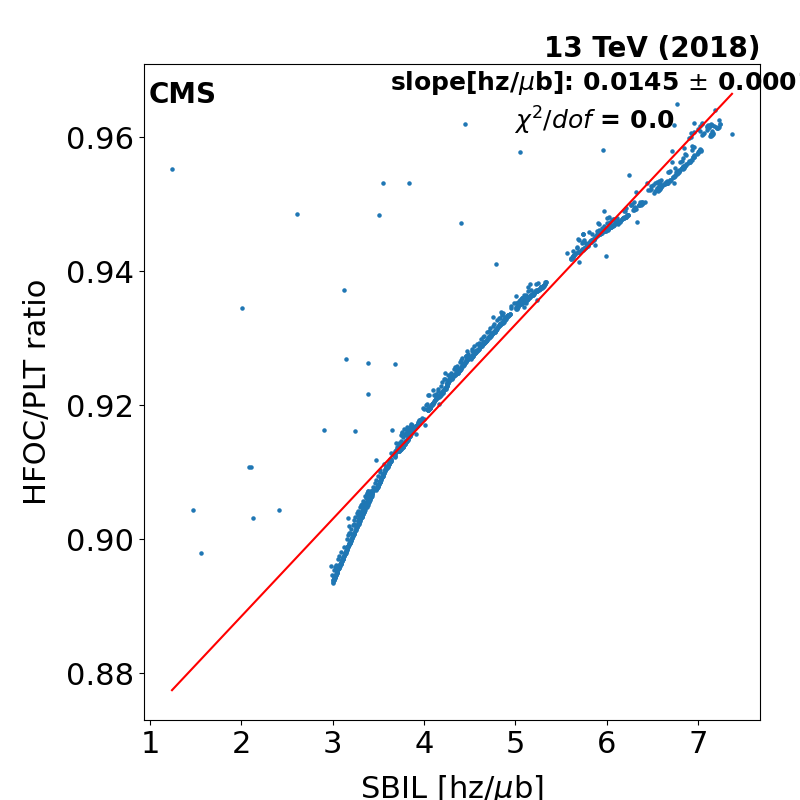 13 TeV (2018)
CMS
slope[hz/μb]: 0.0145 ± 0.000
χ²/dof = 0.0
HFOC/PLT ratio
0.96
0.94
0.92
0.90
0.88
1 2 3 4 5 6 7
SBIL [hz/μb]